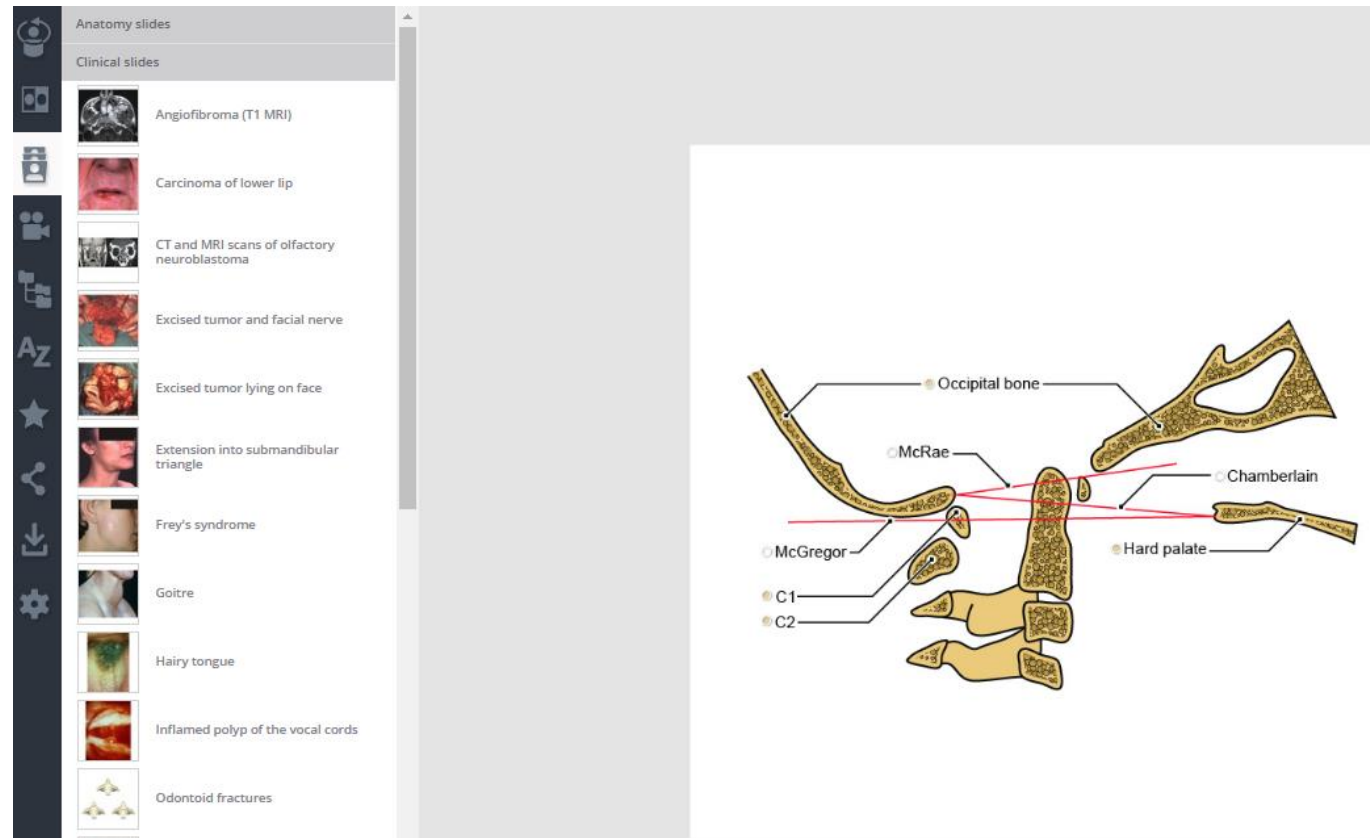 Anatomy slides
Clinical slides
Angiofibroma (T1 MRI)
Carcinoma of lower lip
CT and MRI scans of olfactory
neuroblastoma
Excised tumor and facial nerve
Excised tumor lying on face
Extension into submandibular
triangle
Frey's syndrome
Goitre
Hairy tongue
Inflamed polyp of the vocal cords
Odontoid fractures
AZ
Occipital bone
McRae
Chamberlain
McGregor
Hard palate
C1
C2